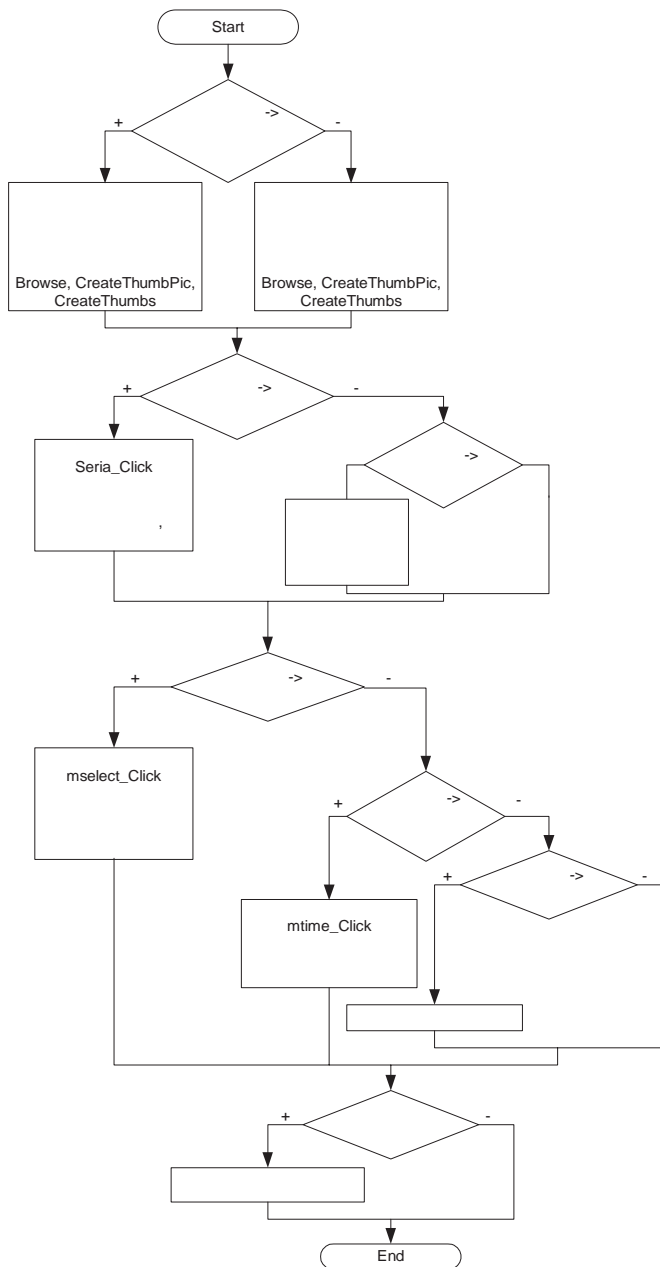 Start
->
+ -
Browse, CreateThumbPic,
CreateThumbs
Browse, CreateThumbPic,
CreateThumbs
+ -> -
Seria_Click
,
->
+ -> -
mselect_Click
+ -> -
+ -> -
mtime_Click
+ -
End